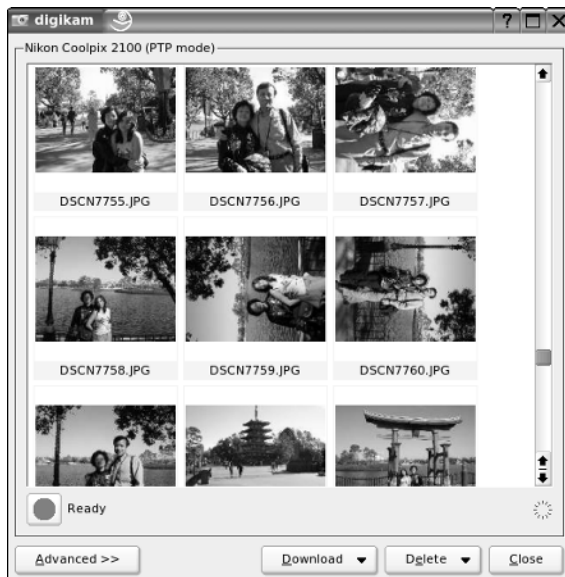 digikam
Nikon Coolpix 2100 (PTP mode)
DSCN7755.JPG DSCN7756.JPG DSCN7757.JPG
DSCN7758.JPG DSCN7759.JPG DSCN7760.JPG
Ready
Advanced >> Download Delete Close